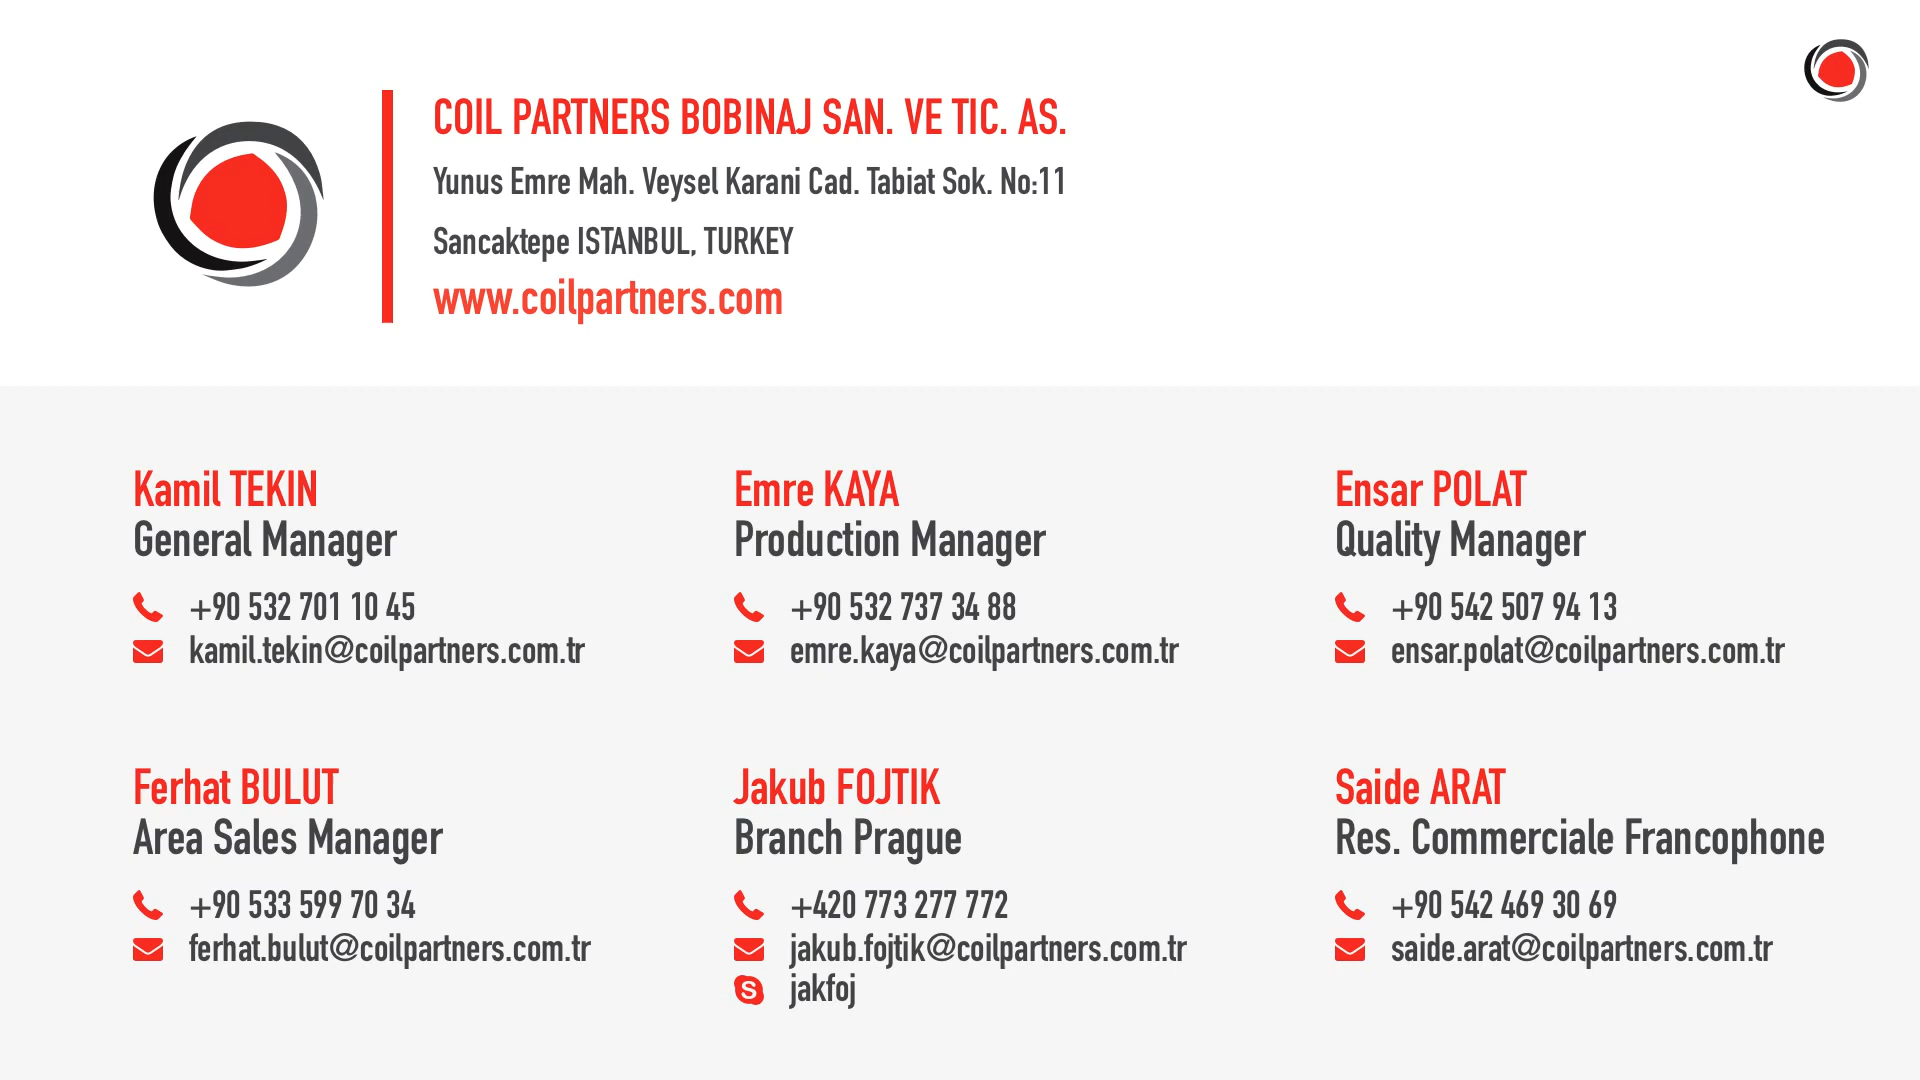 COIL PARTNERS BOBINAJ SAN. VE TIC. AS.
Yunus Emre Mah. Veysel Karani Cad. Tabiat Sok. No:11
Sancaktepe ISTANBUL, TURKEY
www.coilpartners.com
Kamil TEKIN
General Manager
+90 532 701 10 45
kamil.tekin@coilpartners.com.tr
Emre KAYA
Production Manager
+90 532 737 34 88
emre.kaya@coilpartners.com.tr
Ensar POLAT
Quality Manager
+90 542 507 94 13
ensar.polat@coilpartners.com.tr
Ferhat BULUT
Area Sales Manager
+90 533 599 70 34
ferhat.bulut@coilpartners.com.tr
Jakub FOJTIK
Branch Prague
+420 773 277 772
jakub.fojtik@coilpartners.com.tr
jakfoj
Saide ARAT
Res. Commerciale Francophone
+90 542 469 30 69
saide.arat@coilpartners.com.tr